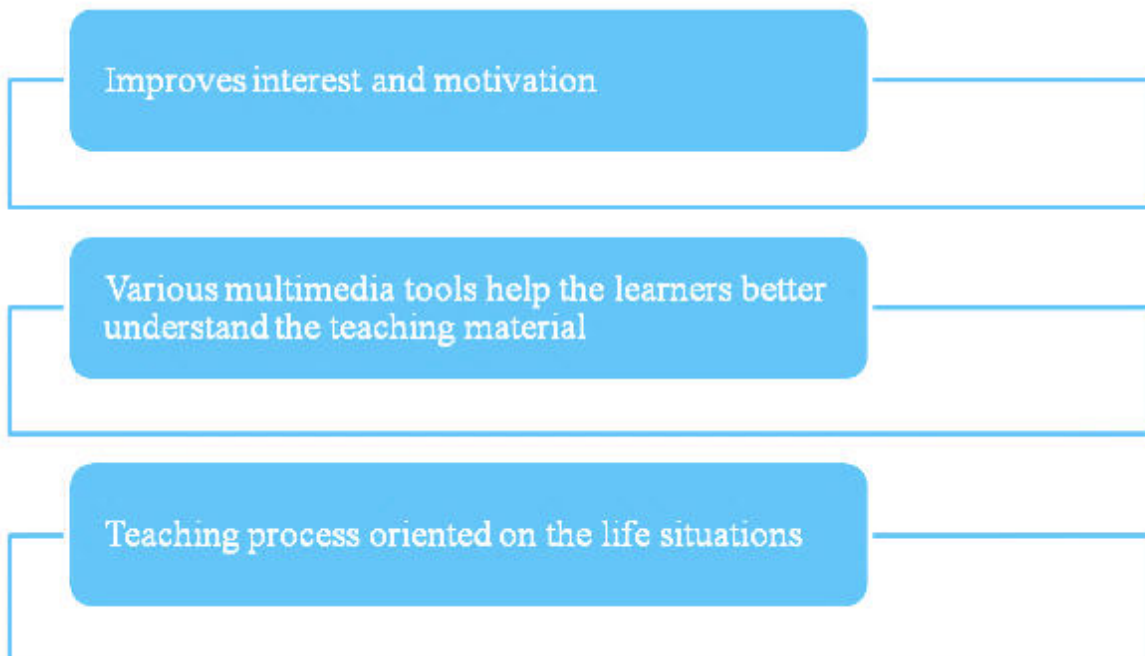 Improves interest and motivation
Various multimedia tools help the learners better
understand the teaching material
Teaching process oriented on the life situations